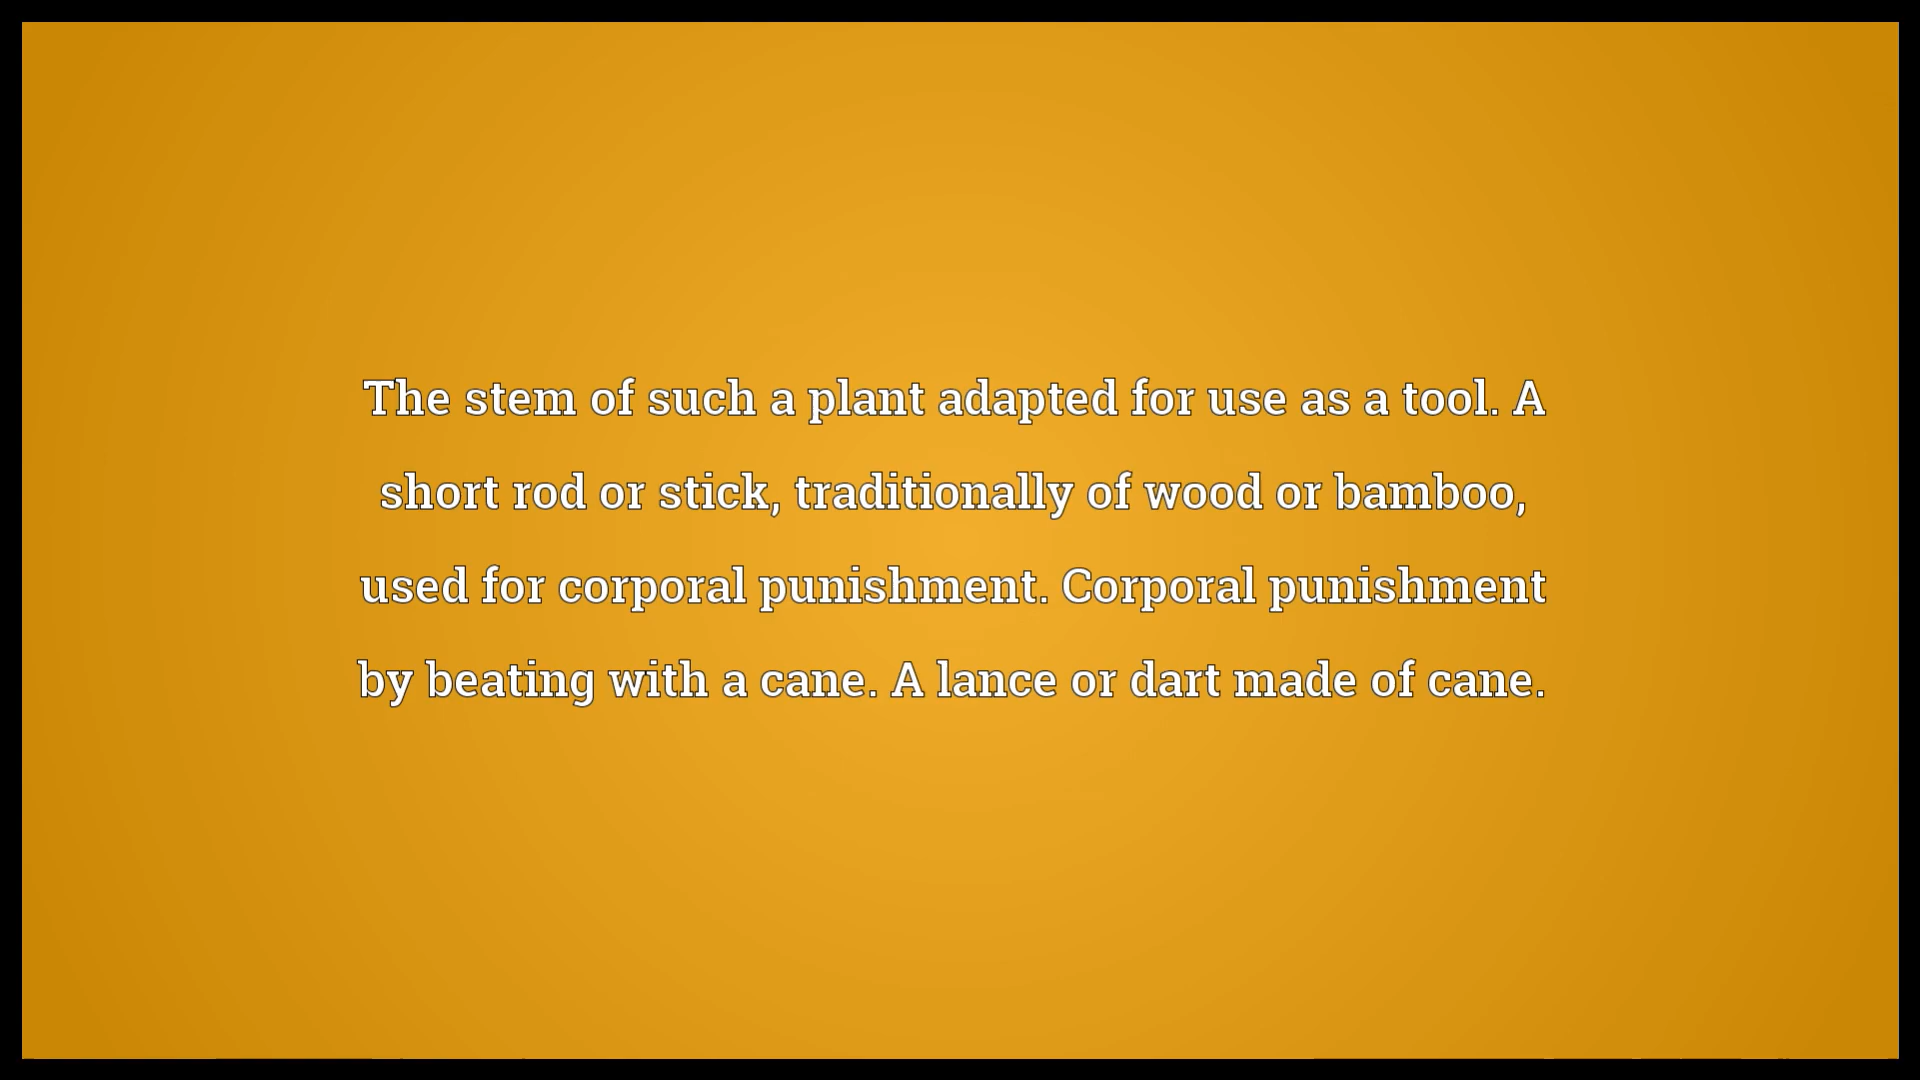 The stem of such a plant adapted for use as a tool. A
short rod or stick, traditionally of wood or bamboo,
used for corporal punishment. Corporal punishment
by beating with a cane. A lance or dart made of cane.